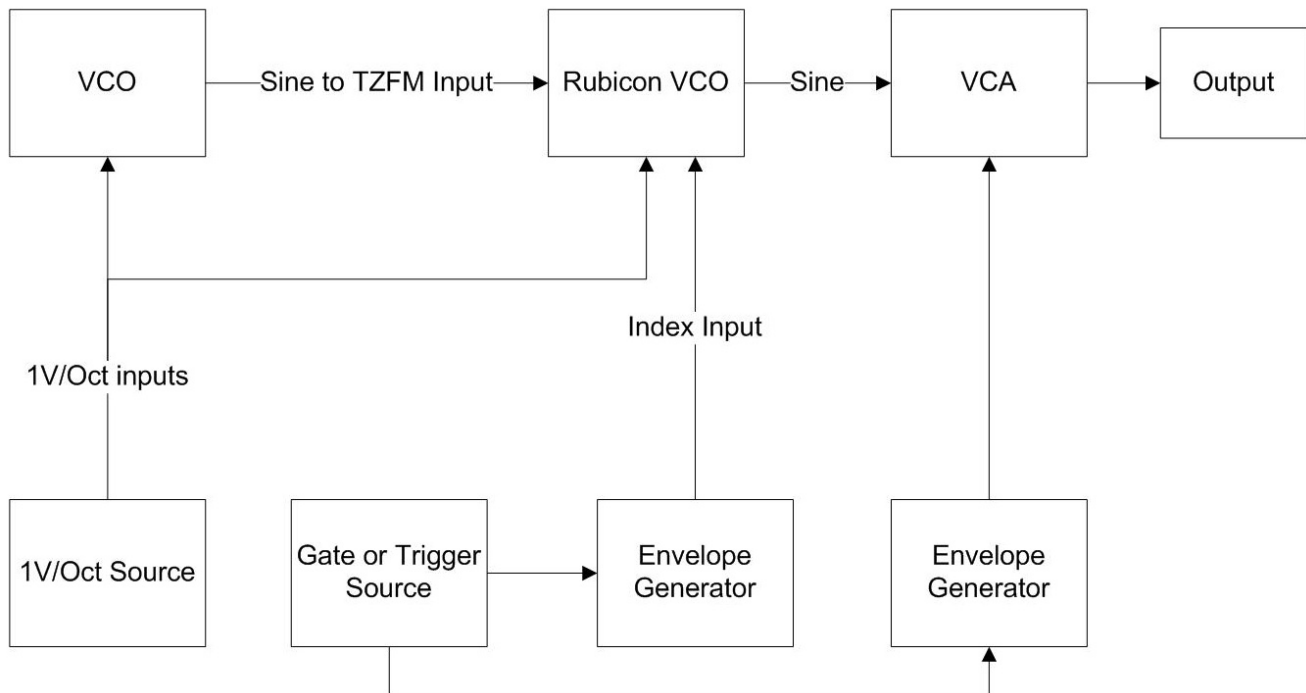 VCO
Sine to TZFM Input
Rubicon VCO
Sine
VCA
Output
Index Input
1V/Oct inputs
1V/Oct Source
Gate or Trigger
Source
Envelope
Generator
Envelope
Generator